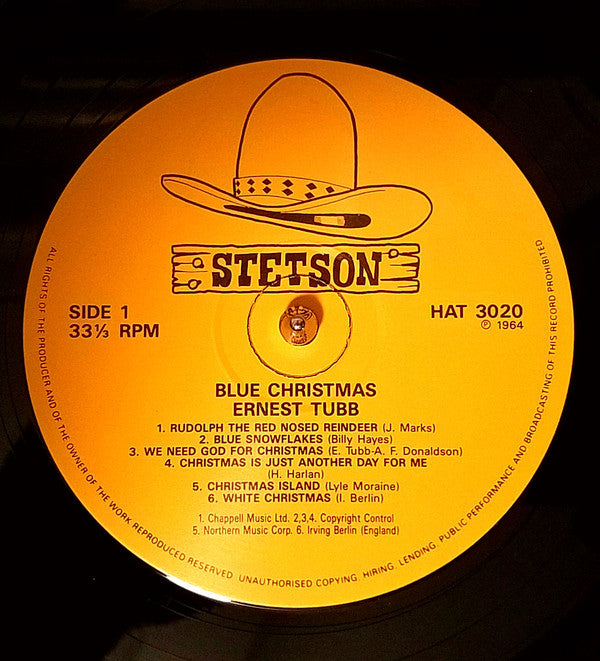 STETSON
SIDE 1
33⅓ RPM
HAT 3020
℗ 1964
BLUE CHRISTMAS
ERNEST TUBB
1. RUDOLPH THE RED NOSED REINDEER (J. Marks)
2. BLUE SNOWFLAKES (Billy Hayes)
3. WE NEED GOD FOR CHRISTMAS (E. Tubb-A. F. Donaldson)
4. CHRISTMAS IS JUST ANOTHER DAY FOR ME
(H. Harlan)
5. CHRISTMAS ISLAND (Lyle Moraine)
6. WHITE CHRISTMAS (I. Berlin)
1. Chappell Music Ltd. 2,3,4. Copyright Control
5. Northern Music Corp. 6. Irving Berlin (England)
ALL RIGHTS OF THE PRODUCER AND OF THE OWNER OF THE WORK REPRODUCED RESERVED. UNAUTHORISED COPYING, HIRING, LENDING, PUBLIC PERFORMANCE AND BROADCASTING OF THIS RECORD PROHIBITED